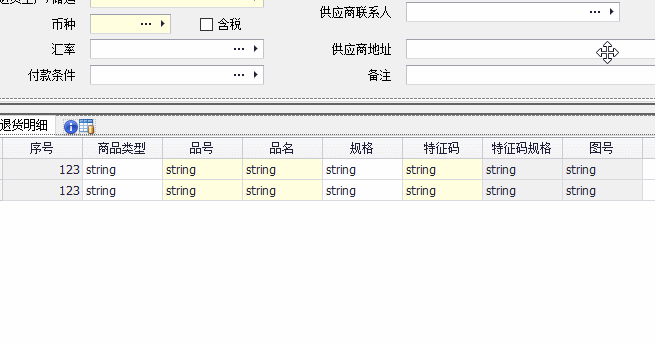 供应商联系人
币种
含税
汇率
供应商地址
付款条件
备注
退货明细
序号 商品类型 品号 品名 规格 特征码 特征码规格 图号
123 string string string string string string string
123 string string string string string string string